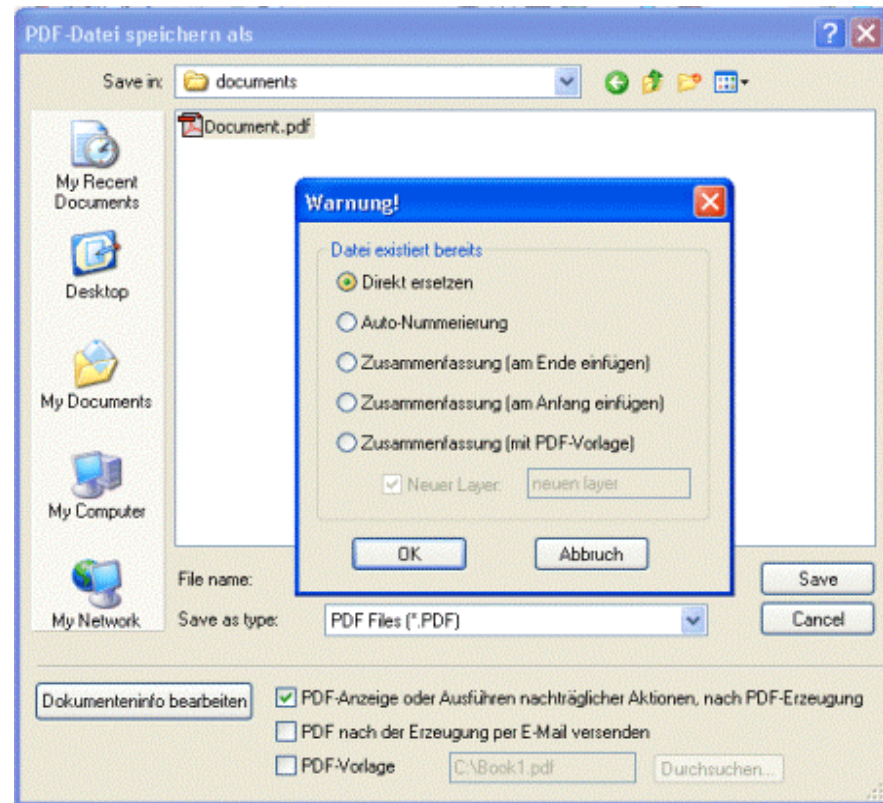 PDF-Datei speichern als
Save in: documents
Document.pdf
My Recent
Documents
Desktop
My Documents
My Computer
My Network
Warnung!
Datei existiert bereits
Direkt ersetzen
Auto-Nummerierung
Zusammenfassung (am Ende einfügen)
Zusammenfassung (am Anfang einfügen)
Zusammenfassung (mit PDF-Vorlage)
Neuer Layer: neuen layer
OK Abbruch
File name: Save
Save as type: PDF Files (*.PDF) Cancel
Dokumenteninfo bearbeiten
PDF-Anzeige oder Ausführen nachträglicher Aktionen, nach PDF-Erzeugung
PDF nach der Erzeugung per E-Mail versenden
PDF-Vorlage C:\Book1.pdf Durchsuchen...